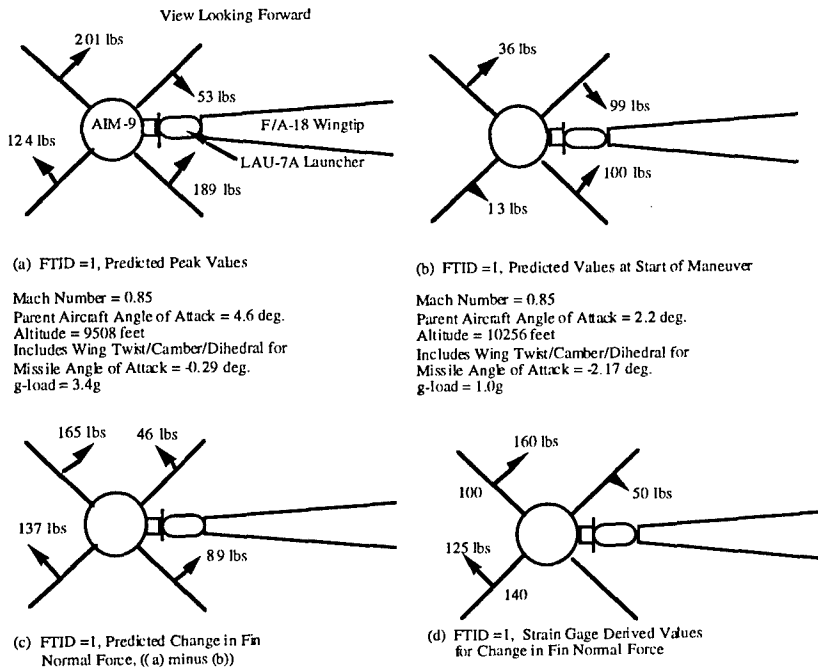 View Looking Forward
201 lbs
53 lbs
AIM-9
F/A-18 Wingtip
124 lbs
LAU-7A Launcher
189 lbs
(a) FTID =1, Predicted Peak Values
Mach Number = 0.85
Parent Aircraft Angle of Attack = 4.6 deg.
Altitude = 9508 feet
Includes Wing Twist/Camber/Dihedral for
Missile Angle of Attack = -0.29 deg.
g-load = 3.4g
36 lbs
99 lbs
100 lbs
13 lbs
(b) FTID =1, Predicted Values at Start of Maneuver
Mach Number = 0.85
Parent Aircraft Angle of Attack = 2.2 deg.
Altitude = 10256 feet
Includes Wing Twist/Camber/Dihedral for
Missile Angle of Attack = -2.17 deg.
g-load = 1.0g
165 lbs
46 lbs
137 lbs
89 lbs
(c) FTID =1, Predicted Change in Fin
Normal Force, ((a) minus (b))
160 lbs
100
50 lbs
125 lbs
140
(d) FTID =1, Strain Gage Derived Values
for Change in Fin Normal Force